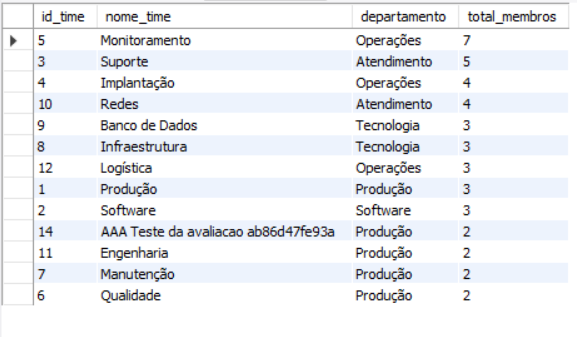 id_time nome_time departamento total_membros
5 Monitoramento Operações 7
3 Suporte Atendimento 5
4 Implantação Operações 4
10 Redes Atendimento 4
9 Banco de Dados Tecnologia 3
8 Infraestrutura Tecnologia 3
12 Logística Operações 3
1 Produção Produção 3
2 Software Software 3
14 AAA Teste da avaliacao ab86d47fe93a Produção 2
11 Engenharia Produção 2
7 Manutenção Produção 2
6 Qualidade Produção 2